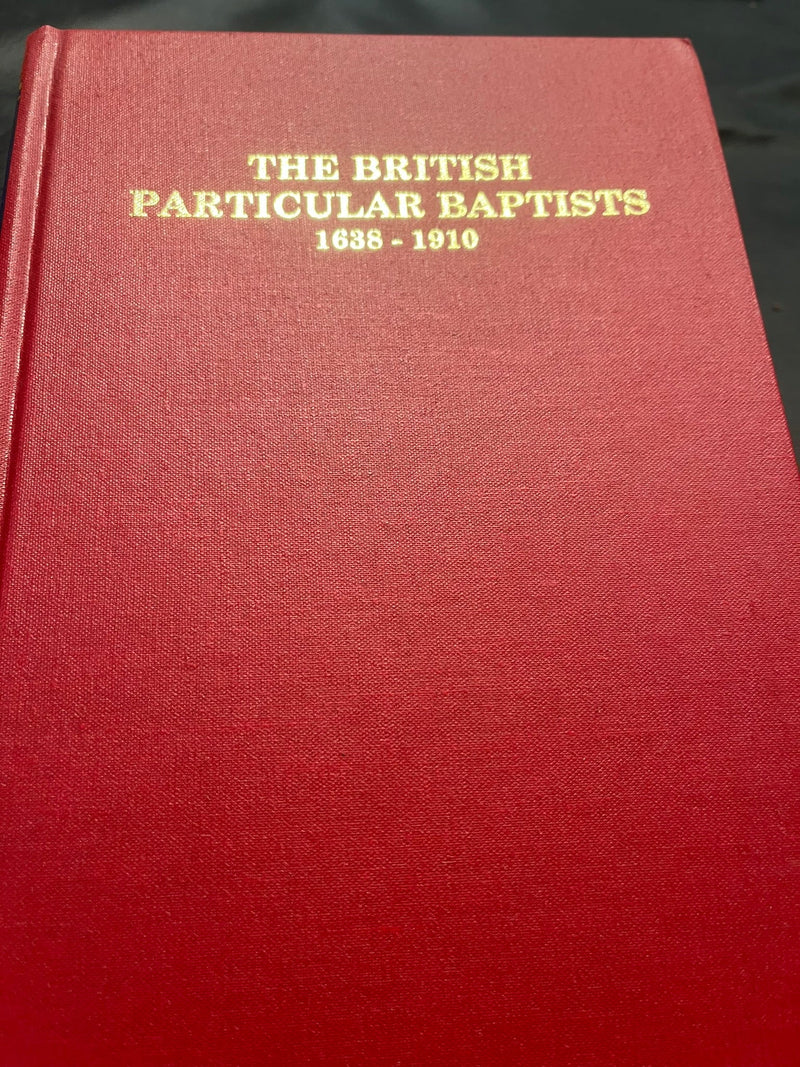 THE BRITISH
PARTICULAR BAPTISTS
1638 - 1910